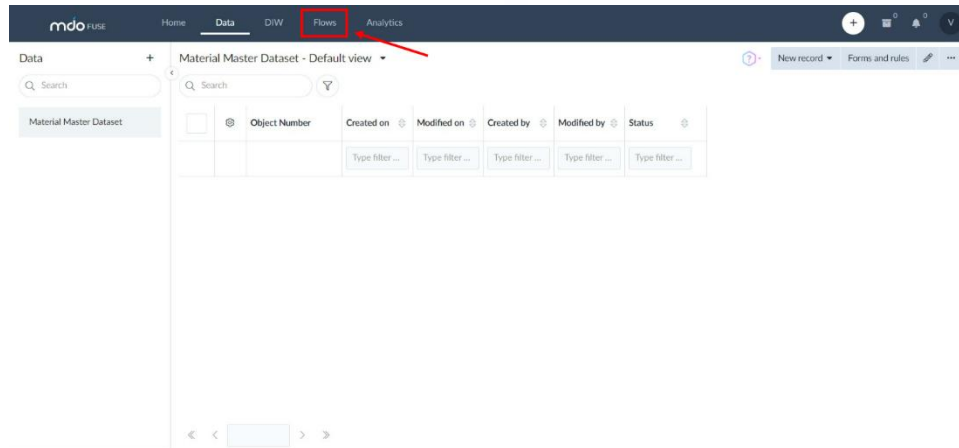 mdo FUSE Home Data DIW Flows Analytics + 0 0 V
Data + Material Master Dataset - Default view ? New record Forms and rules ...
Search Search
Material Master Dataset Object Number Created on Modified on Created by Modified by Status
Type filter ... Type filter ... Type filter ... Type filter ... Type filter ...